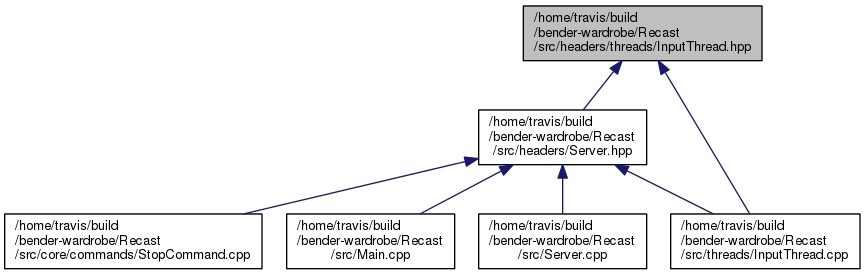 /home/travis/build
/bender-wardrobe/Recast
/src/headers/threads/InputThread.hpp
/home/travis/build
/bender-wardrobe/Recast
/src/headers/Server.hpp
/home/travis/build
/bender-wardrobe/Recast
/src/core/commands/StopCommand.cpp
/home/travis/build
/bender-wardrobe/Recast
/src/Main.cpp
/home/travis/build
/bender-wardrobe/Recast
/src/Server.cpp
/home/travis/build
/bender-wardrobe/Recast
/src/threads/InputThread.cpp